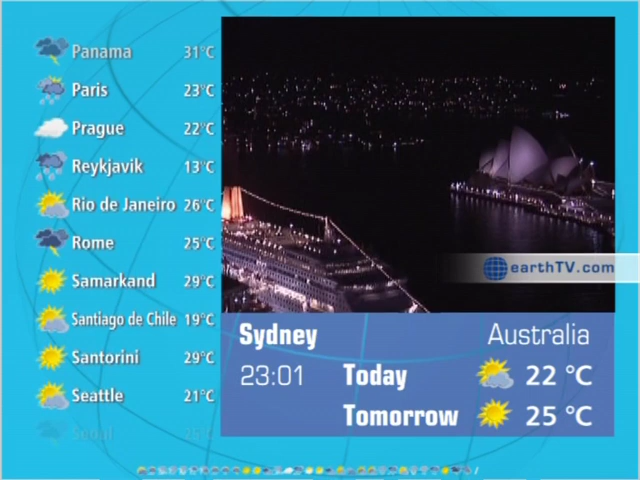 Panama 31°C
Paris 23°C
Prague 22°C
Reykjavik 13°C
Rio de Janeiro 26°C
Rome 25°C
Samarkand 29°C
Santiago de Chile 19°C
Santorini 29°C
Seattle 21°C
Seoul
earthTV.com
Sydney Australia
23:01 Today 22 °C
Tomorrow 25 °C